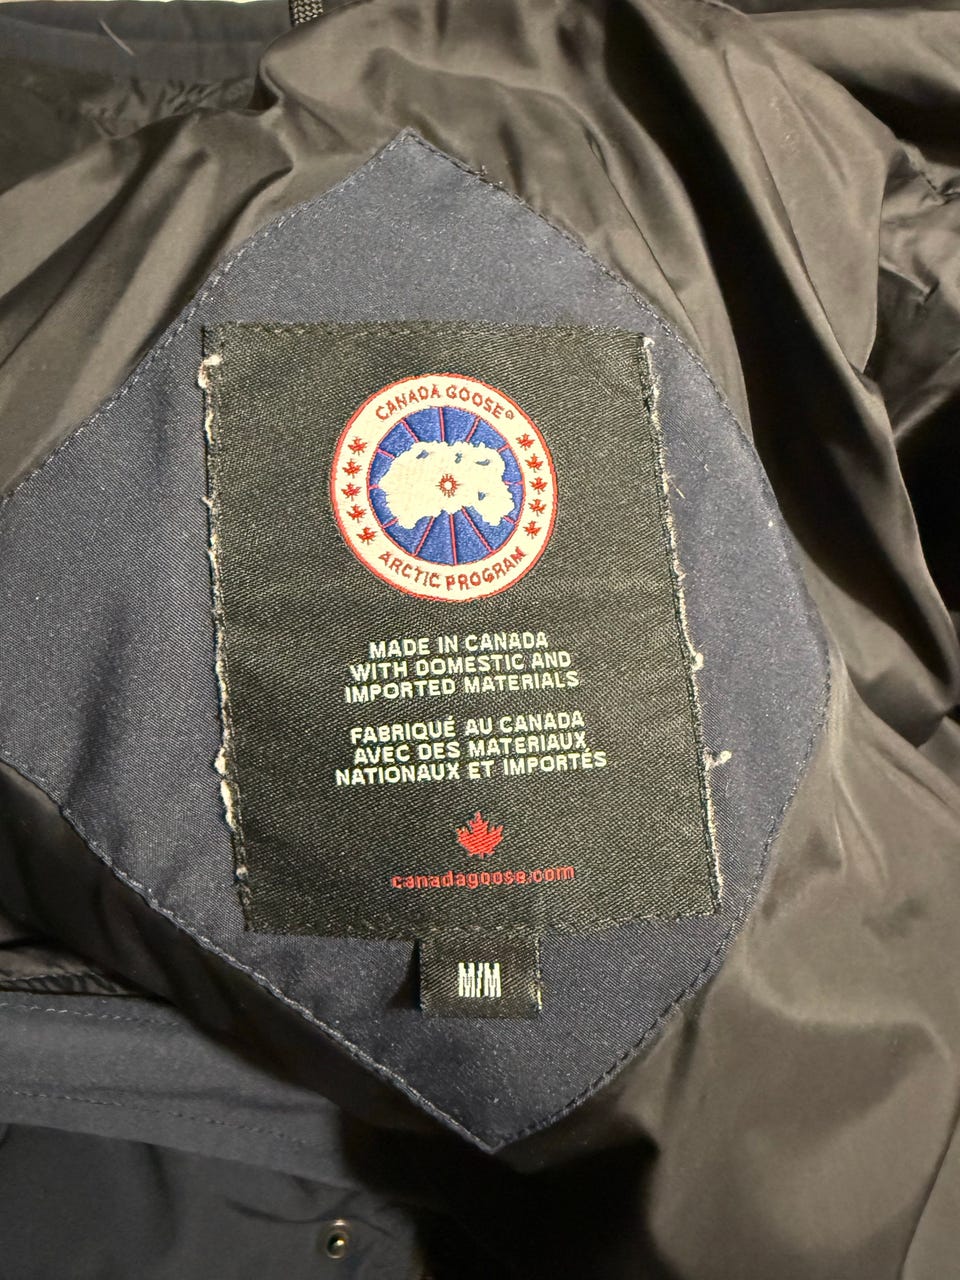 CANADA GOOSE®
ARCTIC PROGRAM
MADE IN CANADA
WITH DOMESTIC AND
IMPORTED MATERIALS
FABRIQUÉ AU CANADA
AVEC DES MATERIAUX
NATIONAUX ET IMPORTÉS
canadagoose.com
M/M